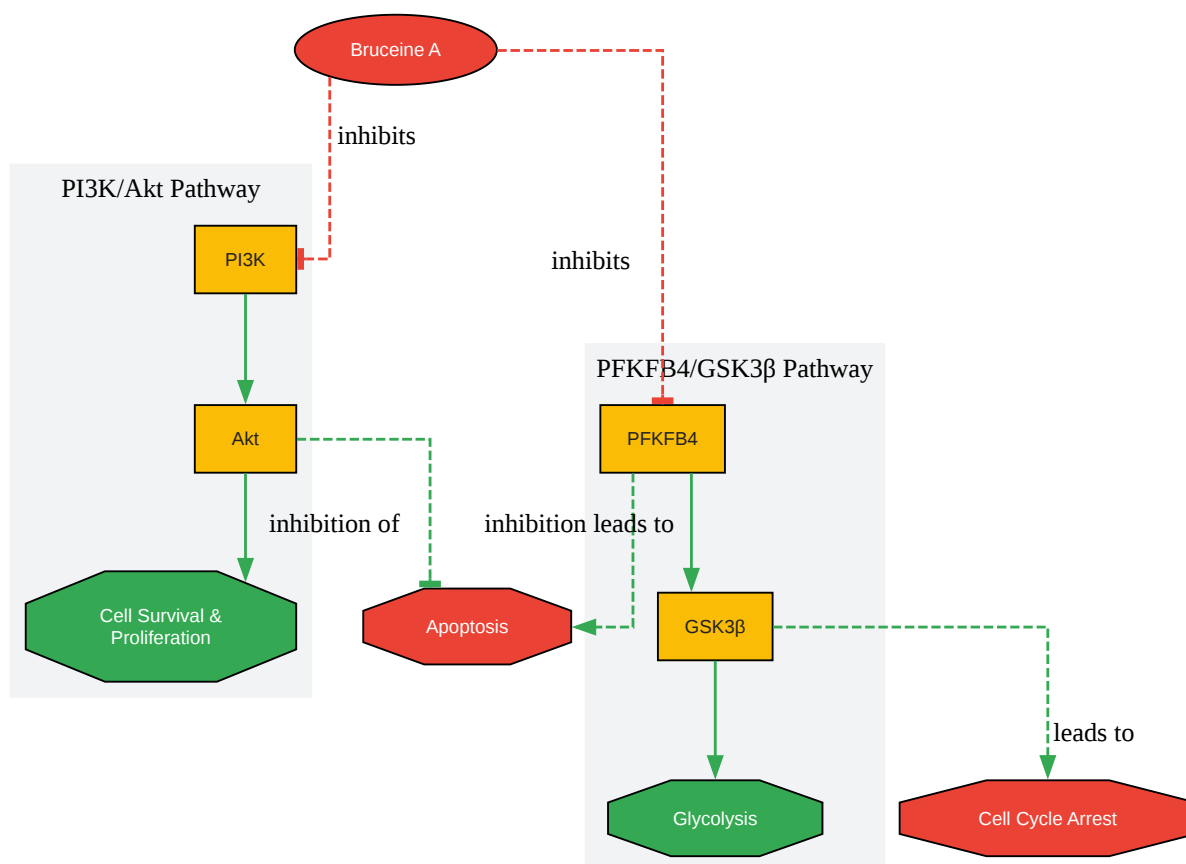 Bruceine A
inhibits
PI3K/Akt Pathway
PI3K
inhibits
PFKFB4/GSK3β Pathway
Akt
PFKFB4
inhibition of
inhibition leads to
Cell Survival &
Proliferation
Apoptosis
GSK3β
leads to
Glycolysis
Cell Cycle Arrest